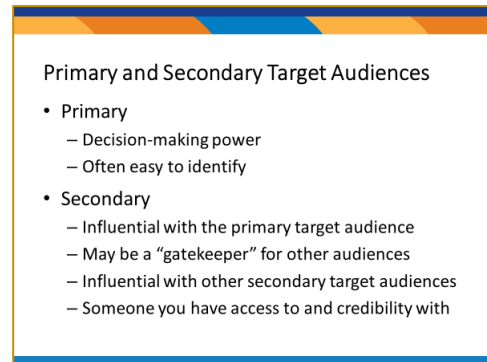 Primary and Secondary Target Audiences
• Primary
– Decision-making power
– Often easy to identify
• Secondary
– Influential with the primary target audience
– May be a “gatekeeper” for other audiences
– Influential with other secondary target audiences
– Someone you have access to and credibility with